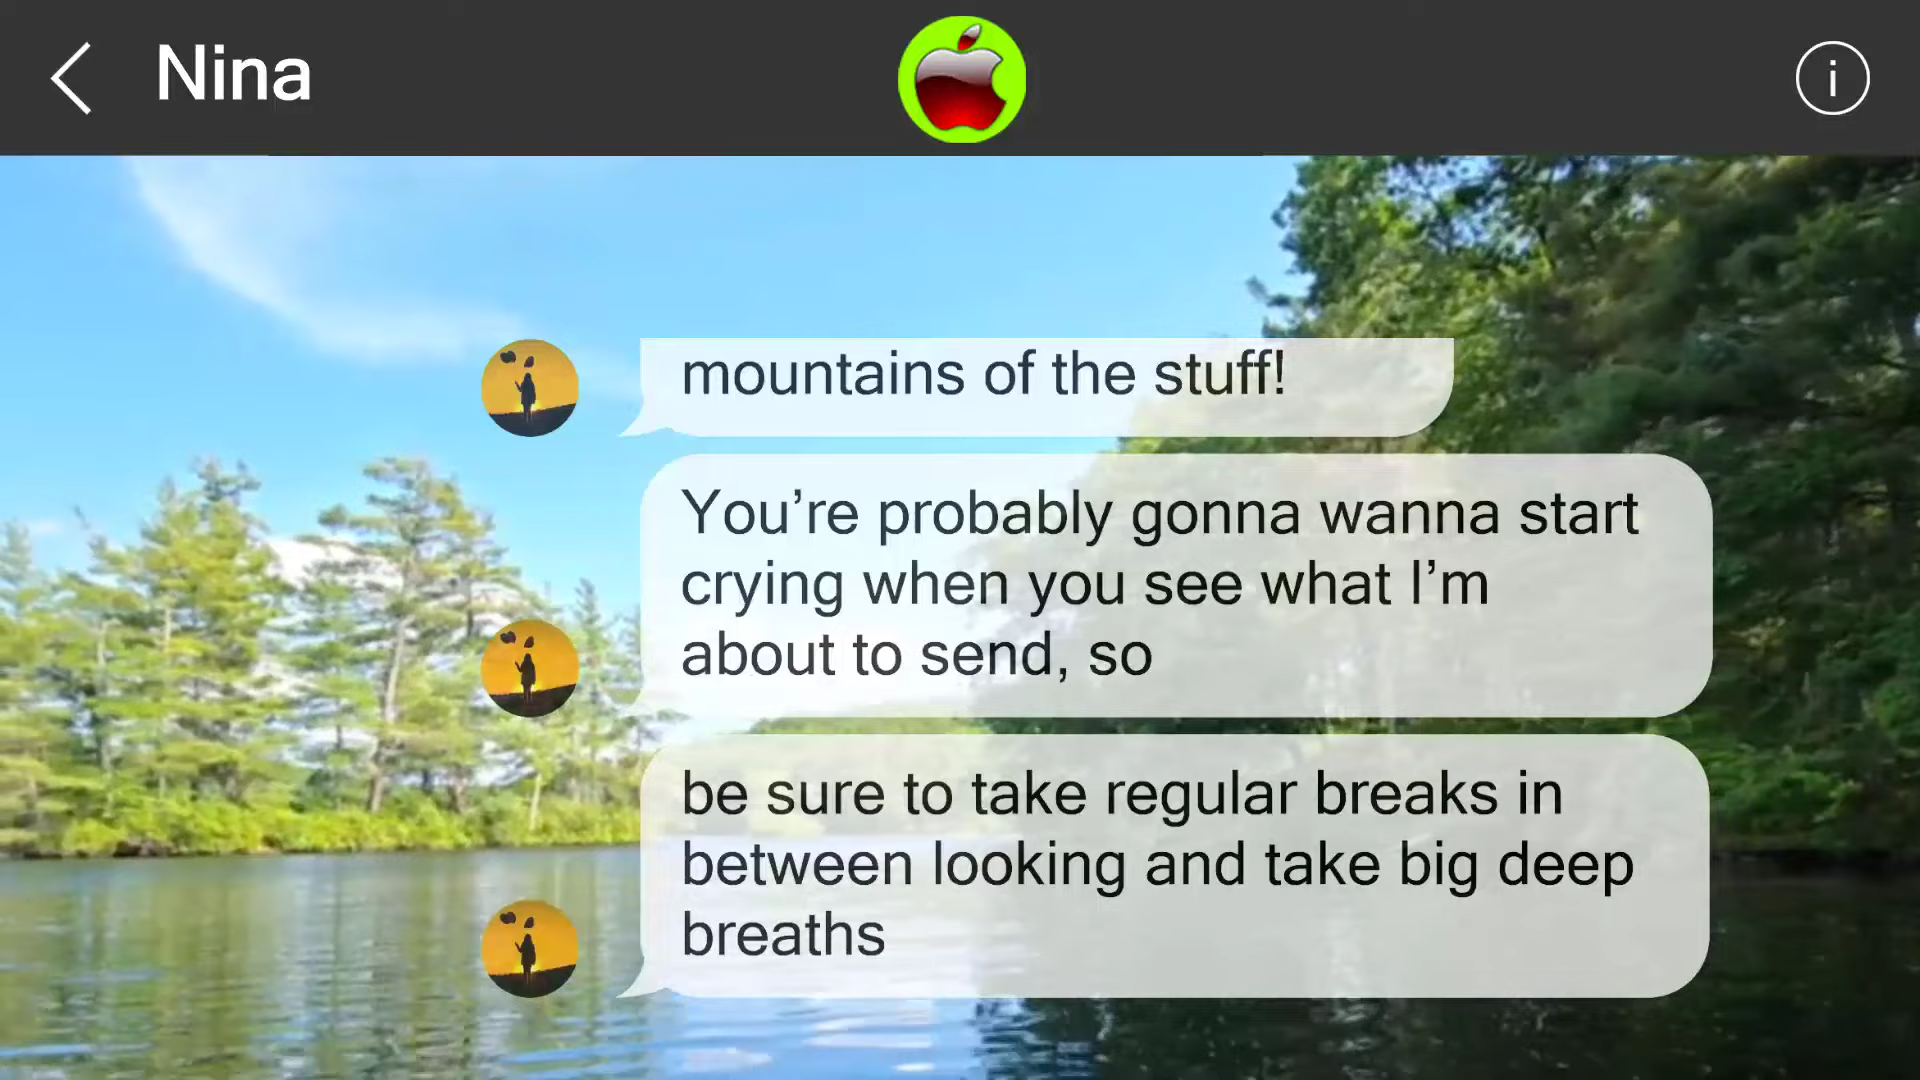 Nina
i
mountains of the stuff!
You’re probably gonna wanna start
crying when you see what I’m
about to send, so
be sure to take regular breaks in
between looking and take big deep
breaths